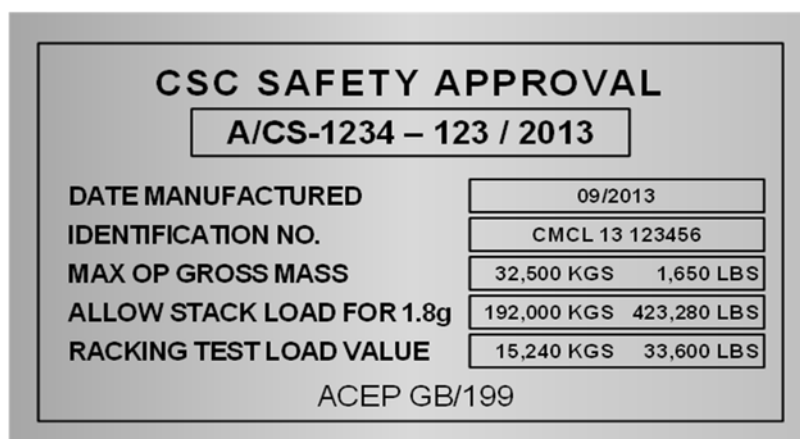 CSC SAFETY APPROVAL
A/CS-1234 – 123 / 2013
DATE MANUFACTURED 09/2013
IDENTIFICATION NO. CMCL 13 123456
MAX OP GROSS MASS 32,500 KGS 1,650 LBS
ALLOW STACK LOAD FOR 1.8g 192,000 KGS 423,280 LBS
RACKING TEST LOAD VALUE 15,240 KGS 33,600 LBS
ACEP GB/199